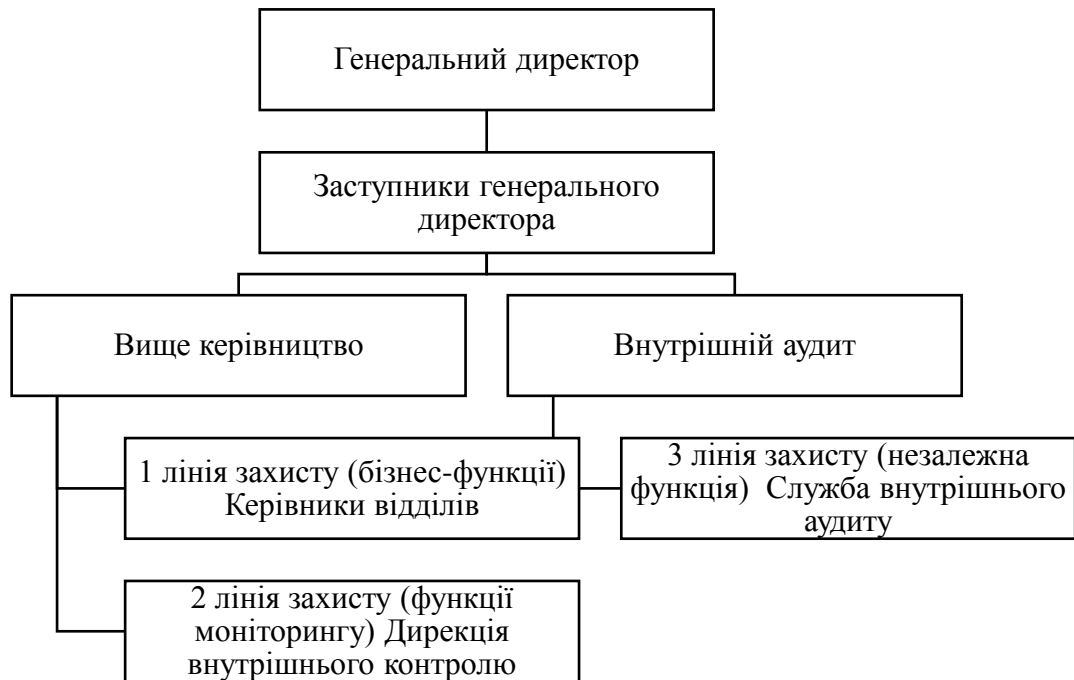 Генеральний директор
Заступники генерального
директора
Вище керівництво
Внутрішній аудит
1 лінія захисту (бізнес-функції)
Керівники відділів
3 лінія захисту (незалежна
функція) Служба внутрішнього
аудиту
2 лінія захисту (функції
моніторингу) Дирекція
внутрішнього контролю